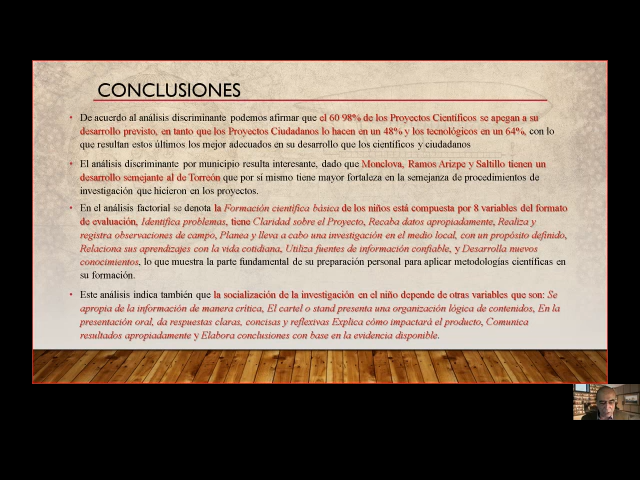 CONCLUSIONES
• De acuerdo al análisis discriminante podemos afirmar que el 60 98% de los Proyectos Científicos se apegan a su
desarrollo previsto, en tanto que los Proyectos Ciudadanos lo hacen en un 48% y los tecnológicos en un 64%, con lo
que resultan estos últimos los mejor adecuados en su desarrollo que los científicos y ciudadanos
• El análisis discriminante por municipio resulta interesante, dado que Monclova, Ramos Arizpe y Saltillo tienen un
desarrollo semejante al de Torreón que por si mismo tiene mayor fortaleza en la semejanza de procedimientos de
investigación que hicieron en los proyectos.
• En el análisis factorial se denota la Formación científica básica de los niños está compuesta por 8 variables del formato
de evaluación, Identifica problemas, tiene Claridad sobre el Proyecto, Recaba datos apropiadamente, Realiza y
registra observaciones de campo, Planea y lleva a cabo una investigación en el medio local, con un propósito definido,
Relaciona sus aprendizajes con la vida cotidiana, Utiliza fuentes de información confiable, y Desarrolla nuevos
conocimientos, lo que muestra la parte fundamental de su preparación personal para aplicar metodologías científicas en
su formación.
• Este análisis indica también que la socialización de la investigación en el niño depende de otras variables que son: Se
apropia de la información de manera crítica, El cartel o stand presenta una organización lógica de contenidos, En la
presentación oral, da respuestas claras, concisas y reflexivas Explica cómo impactará el producto, Comunica
resultados apropiadamente y Elabora conclusiones con base en la evidencia disponible.